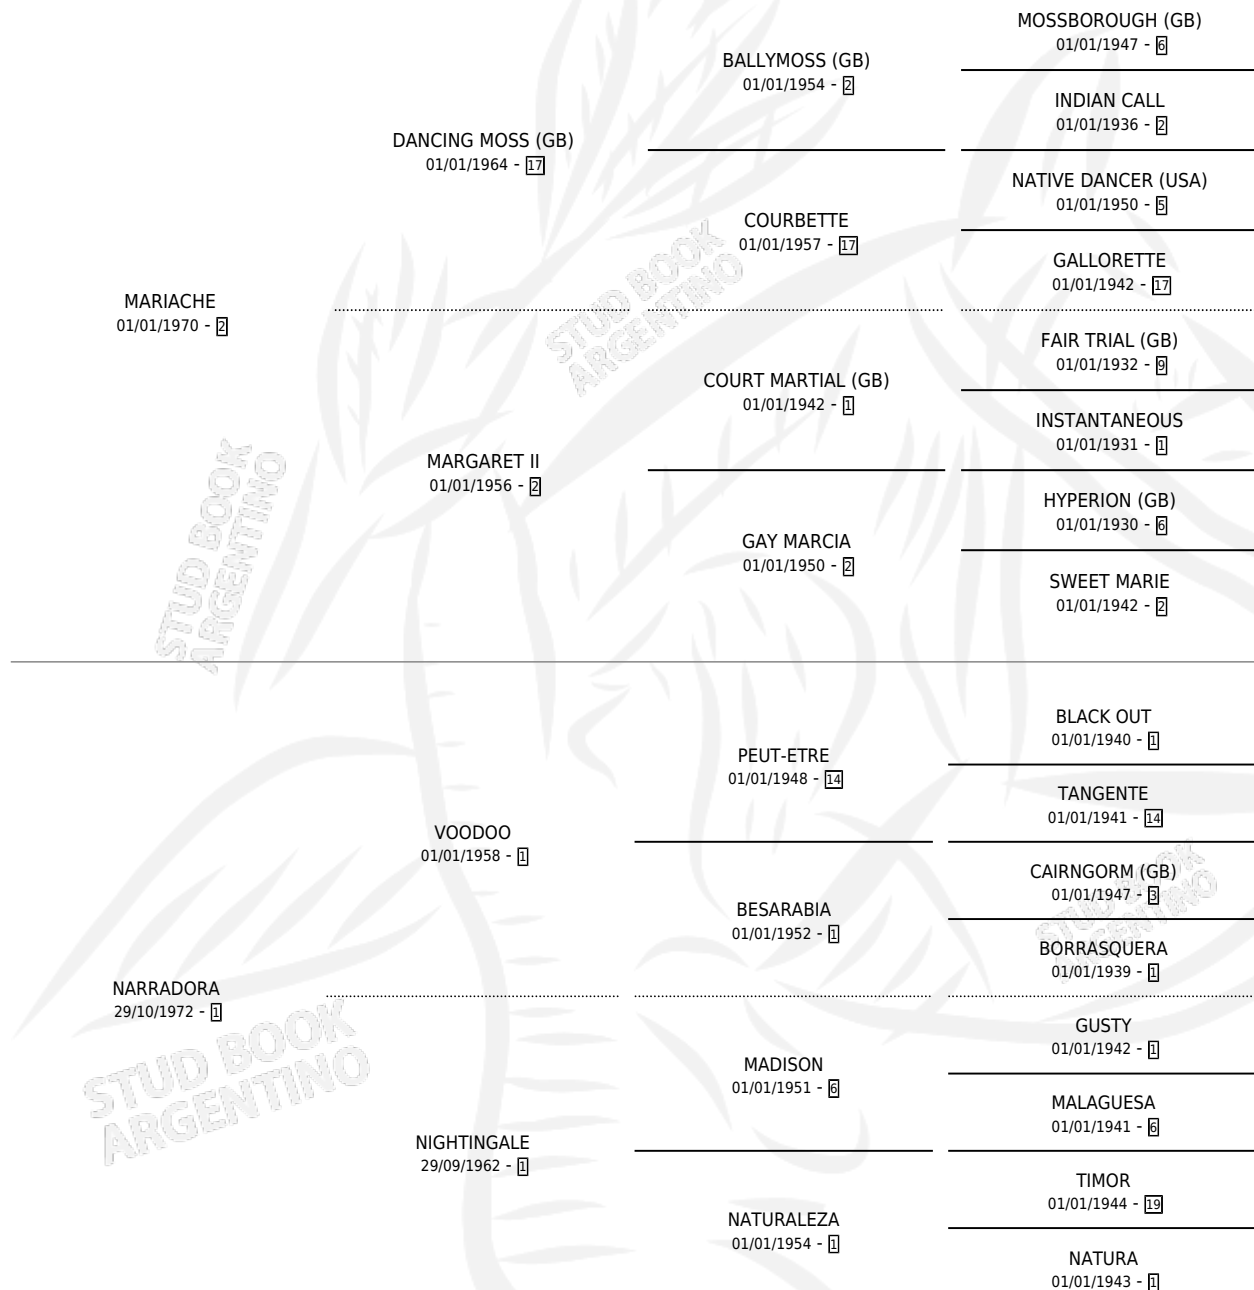 MOSSBOROUGH (GB)
01/01/1947 - 6
BALLYMOSS (GB)
01/01/1954 - 2
INDIAN CALL
01/01/1936 - 2
DANCING MOSS (GB)
01/01/1964 - 17
NATIVE DANCER (USA)
01/01/1950 - 5
COURBETTE
01/01/1957 - 17
GALLORETTE
01/01/1942 - 17
MARIACHE
01/01/1970 - 2
FAIR TRIAL (GB)
01/01/1932 - 9
COURT MARTIAL (GB)
01/01/1942 - 1
INSTANTANEOUS
01/01/1931 - 1
MARGARET II
01/01/1956 - 2
HYPERION (GB)
01/01/1930 - 6
GAY MARCIA
01/01/1950 - 2
SWEET MARIE
01/01/1942 - 2
BLACK OUT
01/01/1940 - 1
PEUT-ETRE
01/01/1948 - 14
TANGENTE
01/01/1941 - 14
VOODOO
01/01/1958 - 1
CAIRNGORM (GB)
01/01/1947 - 3
BESARABIA
01/01/1952 - 1
BORRASQUERA
01/01/1939 - 1
NARRADORA
29/10/1972 - 1
GUSTY
01/01/1942 - 1
MADISON
01/01/1951 - 6
MALAGUESA
01/01/1941 - 6
NIGHTINGALE
29/09/1962 - 1
TIMOR
01/01/1944 - 19
NATURALEZA
01/01/1954 - 1
NATURA
01/01/1943 - 1
STUD BOOK
ARGENTINO
STUD BOOK
ARGENTINO
STUD BOOK
ARGENTINO
STUD BOOK
ARGENTINO